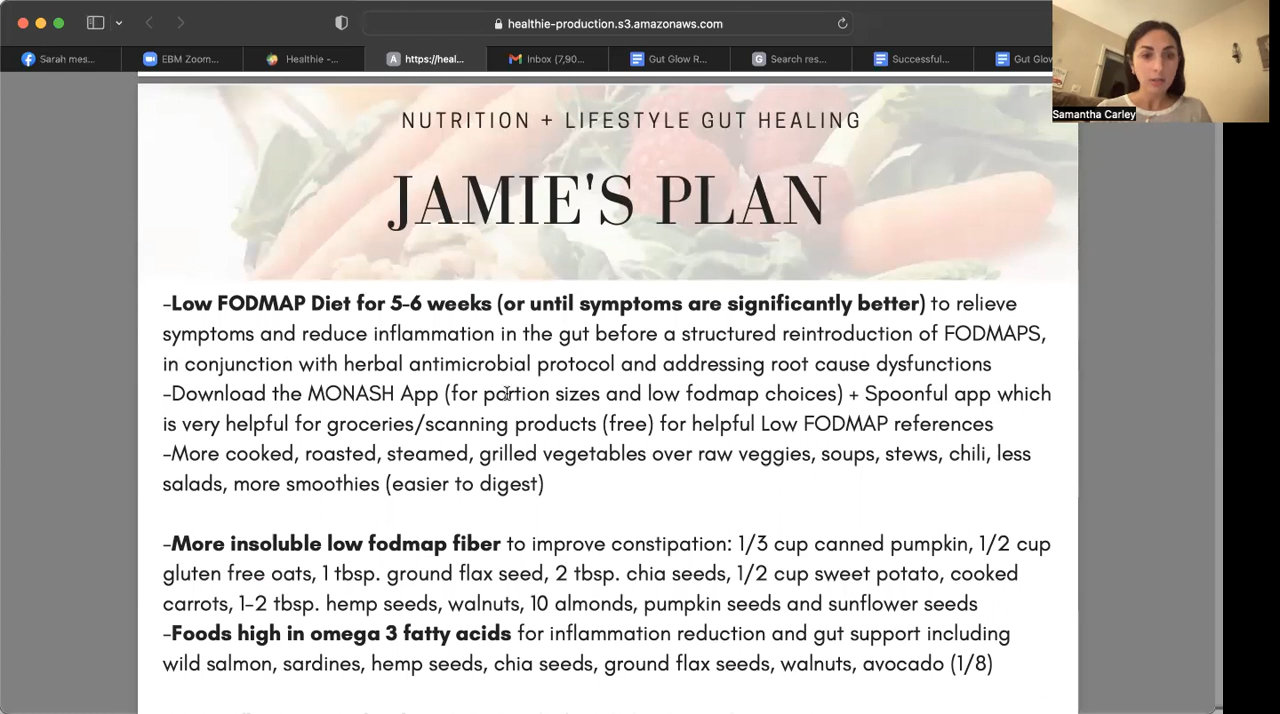 healthie-production.s3.amazonaws.com
Sarah mes...
EBM Zoom...
Healthie -...
https://heal...
Inbox (7,90...
Gut Glow R...
Search res...
Successful...
Gut Glow
Samantha Carley
NUTRITION + LIFESTYLE GUT HEALING
JAMIE'S PLAN
-Low FODMAP Diet for 5-6 weeks (or until symptoms are significantly better) to relieve
symptoms and reduce inflammation in the gut before a structured reintroduction of FODMAPS,
in conjunction with herbal antimicrobial protocol and addressing root cause dysfunctions
-Download the MONASH App (for portion sizes and low fodmap choices) + Spoonful app which
is very helpful for groceries/scanning products (free) for helpful Low FODMAP references
-More cooked, roasted, steamed, grilled vegetables over raw veggies, soups, stews, chili, less
salads, more smoothies (easier to digest)
-More insoluble low fodmap fiber to improve constipation: 1/3 cup canned pumpkin, 1/2 cup
gluten free oats, 1 tbsp. ground flax seed, 2 tbsp. chia seeds, 1/2 cup sweet potato, cooked
carrots, 1-2 tbsp. hemp seeds, walnuts, 10 almonds, pumpkin seeds and sunflower seeds
-Foods high in omega 3 fatty acids for inflammation reduction and gut support including
wild salmon, sardines, hemp seeds, chia seeds, ground flax seeds, walnuts, avocado (1/8)